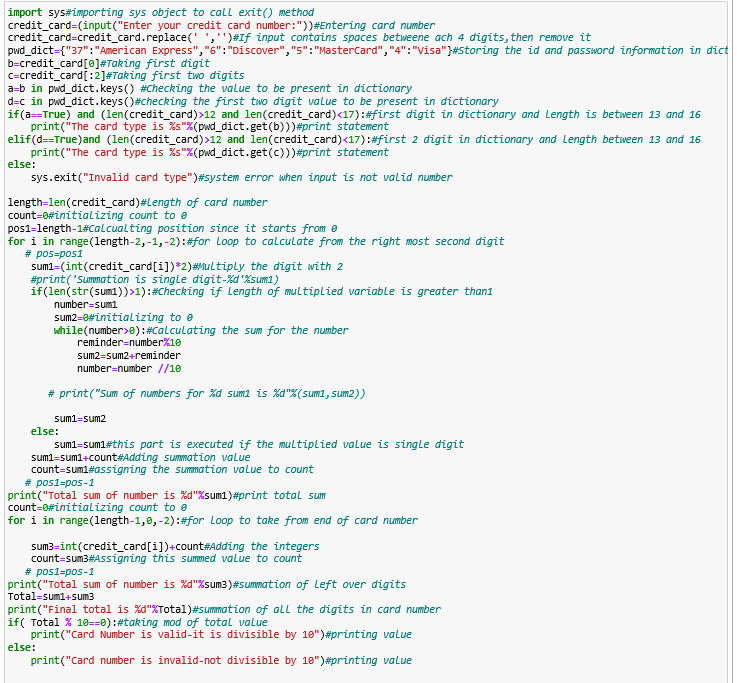 import sys#importing sys object to call exit() method
credit_card=(input("Enter your credit card number:"))#Entering card number
credit_card=credit_card.replace(' ','')#If input contains spaces betweene ach 4 digits,then remove it
pwd_dict={"37":"American Express","6":"Discover","5":"MasterCard","4":"Visa"}#Storing the id and password information in dict
b=credit_card[0]#Taking first digit
c=credit_card[:2]#Taking first two digits
a=b in pwd_dict.keys() #Checking the value to be present in dictionary
d=c in pwd_dict.keys()#checking the first two digit value to be present in dictionary
if(a==True) and (len(credit_card)>12 and len(credit_card)<17):#first digit in dictionary and length is between 13 and 16
    print("The card type is %s"%(pwd_dict.get(b)))#print statement
elif(d==True)and (len(credit_card)>12 and len(credit_card)<17):#first 2 digit in dictionary and length between 13 and 16
    print("The card type is %s"%(pwd_dict.get(c)))#print statement
else:
    sys.exit("Invalid card type")#system error when input is not valid number
length=len(credit_card)#Length of card number
count=0#initializing count to 0
pos1=length-1#Calcualting position since it starts from 0
for i in range(length-2,-1,-2):#for loop to calculate from the right most second digit
   # pos=pos1
    sum1=(int(credit_card[i])*2)#Multiply the digit with 2
    #print('Summation is single digit-%d'%sum1)
    if(len(str(sum1))>1):#Checking if length of multiplied variable is greater than1
        number=sum1
        sum2=0#initializing to 0
        while(number>0):#Calculating the sum for the number
            reminder=number%10
            sum2=sum2+reminder
            number=number //10
       # print("Sum of numbers for %d sum1 is %d"%(sum1,sum2))
        sum1=sum2
    else:
        sum1=sum1#this part is executed if the multiplied value is single digit
    sum1=sum1+count#Adding summation value
    count=sum1#assigning the summation value to count
   # pos1=pos-1
print("Total sum of number is %d"%sum1)#print total sum
count=0#initializing count to 0
for i in range(length-1,0,-2):#for loop to take from end of card number
    sum3=int(credit_card[i])+count#Adding the integers
    count=sum3#Assigning this summed value to count
   # pos1=pos-1
print("Total sum of number is %d"%sum3)#summation of left over digits
Total=sum1+sum3
print("Final total is %d"%Total)#summation of all the digits in card number
if( Total % 10==0):#taking mod of total value
    print("Card Number is valid-it is divisible by 10")#printing value
else:
    print("Card number is invalid-not divisible by 10")#printing value